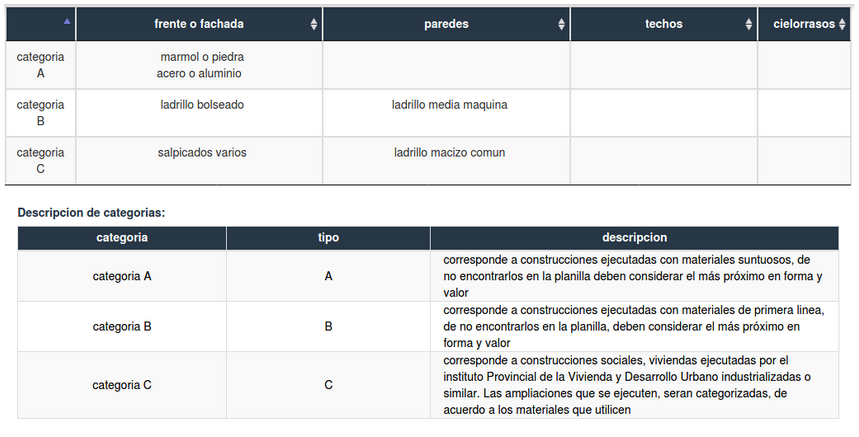 frente o fachada paredes techos cielorrasos
categoria
A
marmol o piedra
acero o aluminio
categoria
B
ladrillo bolseado ladrillo media maquina
categoria
C
salpicados varios ladrillo macizo comun
Descripcion de categorias:
categoria tipo descripcion
categoria A A
corresponde a construcciones ejecutadas con materiales suntuosos, de
no encontrarlos en la planilla deben considerar el más próximo en forma y
valor
categoria B B
corresponde a construcciones ejecutadas con materiales de primera linea,
de no encontrarlos en la planilla, deben considerar el más próximo en
forma y valor
categoria C C
corresponde a construcciones sociales, viviendas ejecutadas por el
instituto Provincial de la Vivienda y Desarrollo Urbano industrializadas o
similar. Las ampliaciones que se ejecuten, seran categorizadas, de
acuerdo a los materiales que utilicen